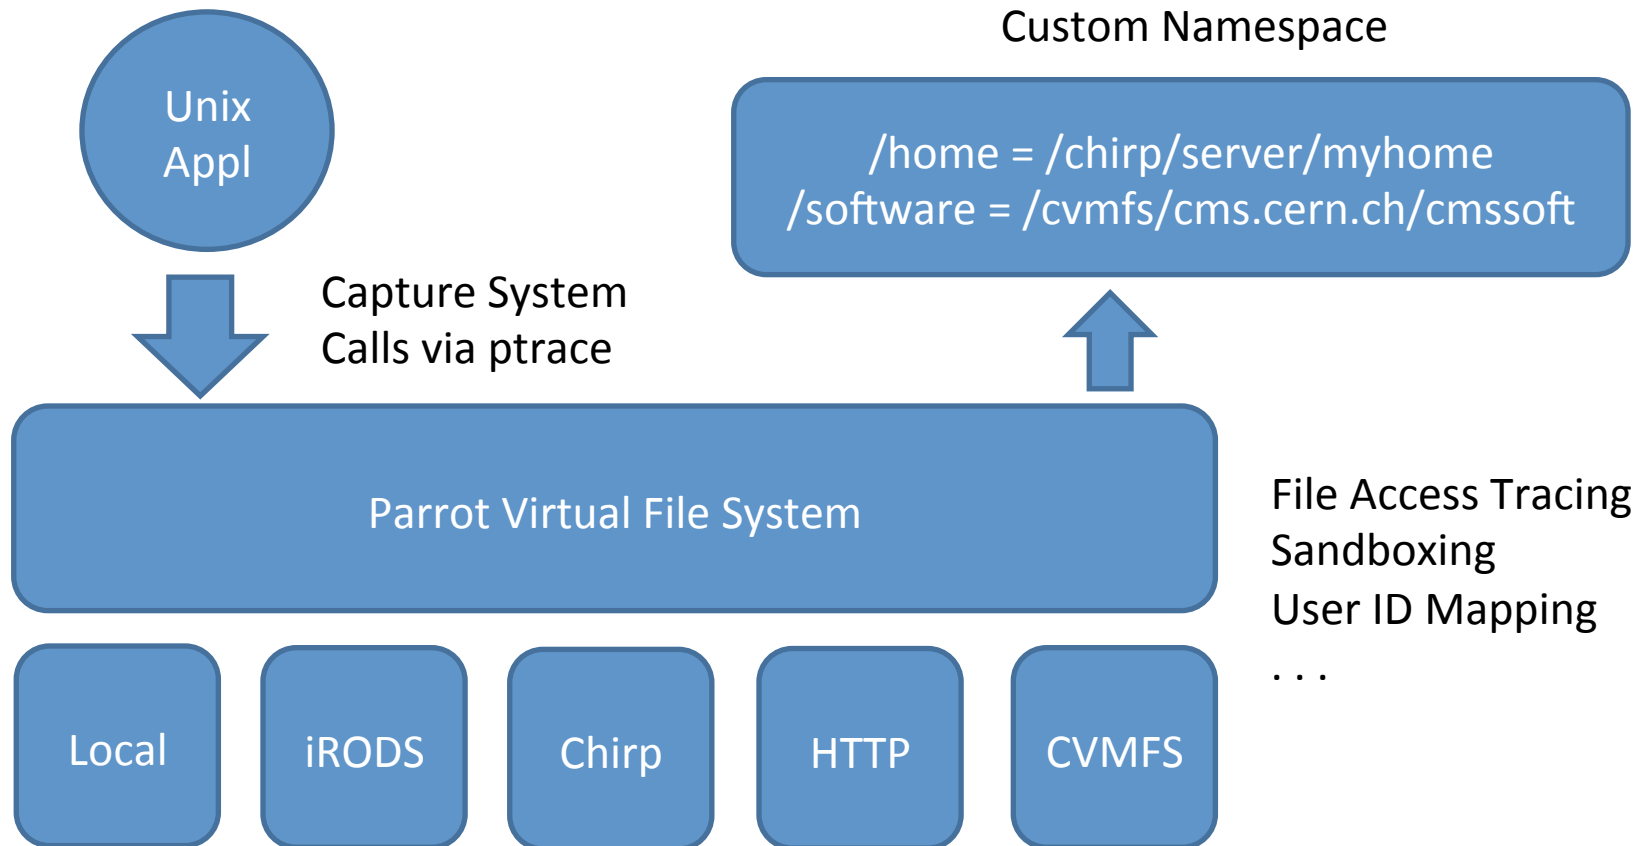 Custom Namespace
Unix
Appl
/home = /chirp/server/myhome
/software = /cvmfs/cms.cern.ch/cmssoft
Capture System
Calls via ptrace
Parrot Virtual File System
File Access Tracing
Sandboxing
User ID Mapping
. . .
Local
iRODS
Chirp
HTTP
CVMFS